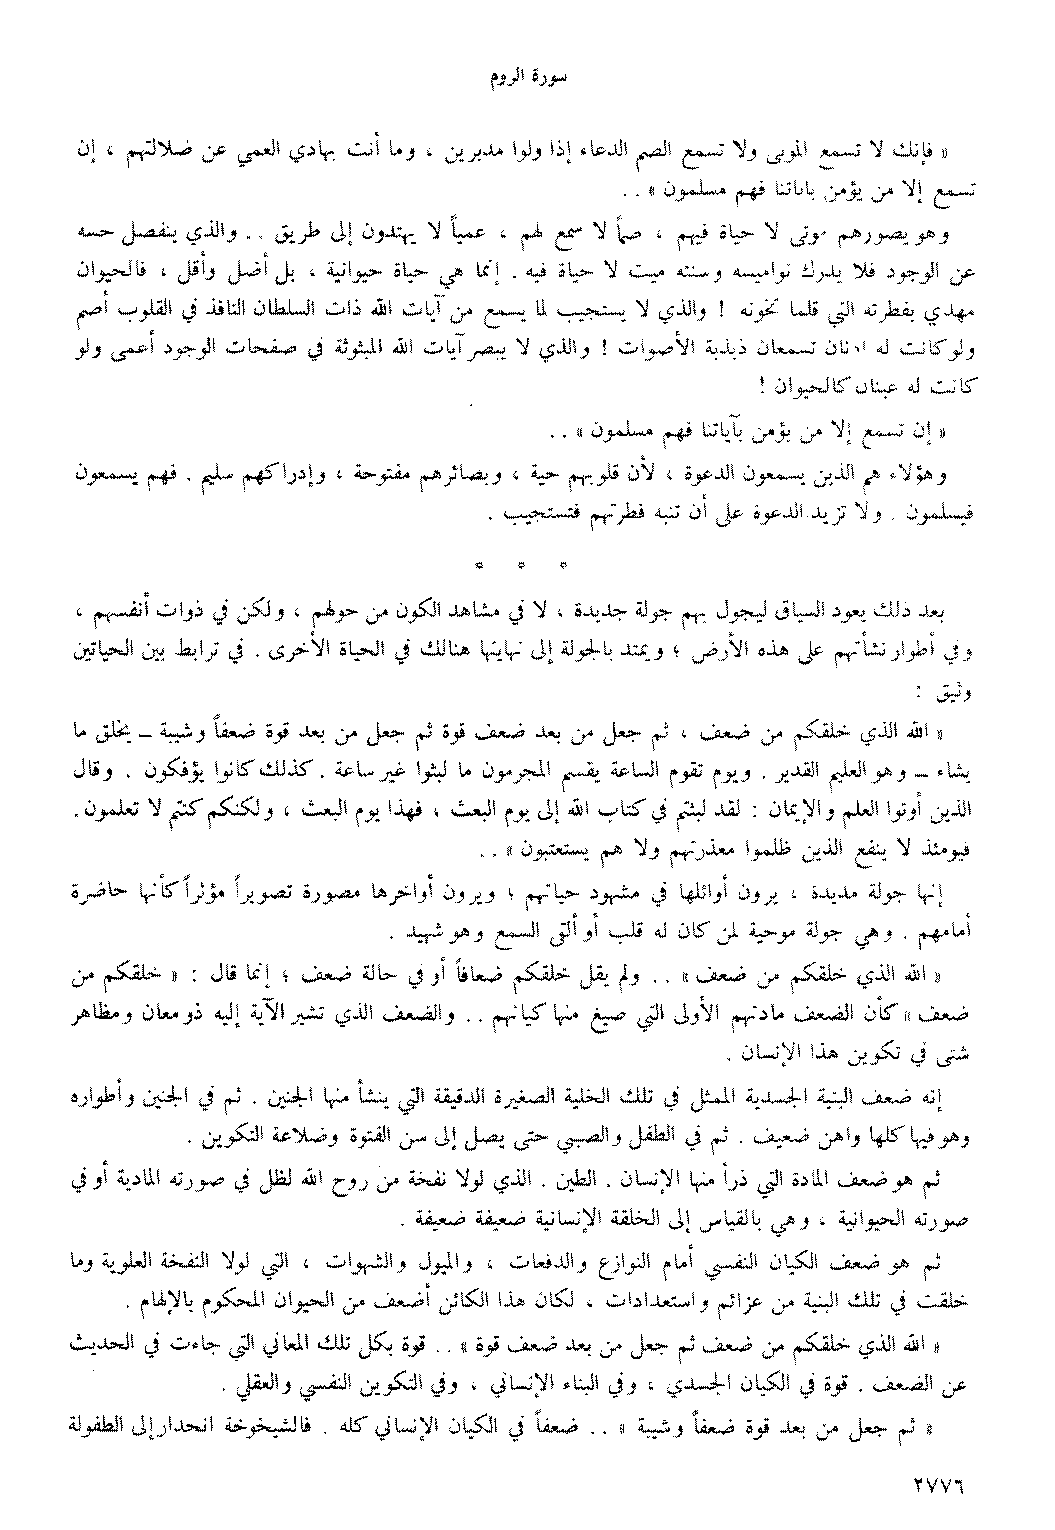 سورة الروم
« فإنك لا تسمع الموتى ولا تسمع الصم الدعاء إذا ولوا مدبرين ، وما أنت بهادي العمي عن ضلالتهم ، إن
تسمع إلا من يؤمن بآياتنا فهم مسلمون » . .
وهو يصورهم موتى لا حياة فيهم ، صماً لا سمع لهم ، عمياً لا يهتدون إلى طريق . . والذي ينفصل حسه
عن الوجود فلا يدرك نواميسه وسننه ميت لا حياة فيه . إنما هي حياة حيوانية ، بل أضل وأقل ، فالحيوان
مهدي بفطرته التي قلما تخونه ! والذي لا يستجيب لما يسمع من آيات الله ذات السلطان النافذ في القلوب أصم
ولو كانت له اذنان تسمعان ذبذبة الأصوات ! والذي لا يبصر آيات الله المبثوثة في صفحات الوجود أعمى ولو
كانت له عينان كالحيوان !
« إن تسمع إلا من يؤمن بآياتنا فهم مسلمون » . .
وهؤلاء هم الذين يسمعون الدعوة ، لأن قلوبهم حية ، وبصائرهم مفتوحة ، وإدراكهم سليم . فهم يسمعون
فيسلمون . ولا تزيد الدعوة على أن تنبه فطرتهم فتستجيب .
* * *
بعد ذلك يعود السياق ليجول بهم جولة جديدة ، لا في مشاهد الكون من حولهم ، ولكن في ذوات أنفسهم ،
وفي أطوار نشأتهم على هذه الأرض ؛ ويمتد بالجولة إلى نهايتها هنالك في الحياة الأخرى . في ترابط بين الحياتين
وثيق :
« الله الذي خلقكم من ضعف ، ثم جعل من بعد ضعف قوة ثم جعل من بعد قوة ضعفاً وشيبة – يخلق ما
يشاء – وهو العليم القدير . ويوم تقوم الساعة يقسم المجرمون ما لبثوا غير ساعة . كذلك كانوا يؤفكون . وقال
الذين أوتوا العلم والإيمان : لقد لبثتم في كتاب الله إلى يوم البعث ، فهذا يوم البعث ، ولكنكم كنتم لا تعلمون .
فيومئذ لا ينفع الذين ظلموا معذرتهم ولا هم يستعتبون » . .
إنها جولة مديدة ، يرون أوائلها في مشهود حياتهم ؛ ويرون أواخرها مصورة تصويراً مؤثراً كأنها حاضرة
أمامهم . وهي جولة موحية لمن كان له قلب أو ألقى السمع وهو شهيد .
« الله الذي خلقكم من ضعف » . . ولم يقل خلقكم ضعافاً أو في حالة ضعف ؛ إنما قال : « خلقكم من
ضعف » كأن الضعف مادتهم الأولى التي صيغ منها كيانهم . . والضعف الذي تشير الآية إليه ذو معان ومظاهر
شتى في تكوين هذا الإنسان .
إنه ضعف البنية الجسدية الممثل في تلك الخلية الصغيرة الدقيقة التي ينشأ منها الجنين . ثم في الجنين وأطواره
وهو فيها كلها واهن ضعيف . ثم في الطفل والصبي حتى يصل إلى سن الفتوة وضلاعة التكوين .
ثم هو ضعف المادة التي ذرأ منها الإنسان . الطين . الذي لولا نفخة من روح الله لظل في صورته المادية أو في
صورته الحيوانية ، وهي بالقياس إلى الخلقة الإنسانية ضعيفة ضعيفة .
ثم هو ضعف الكيان النفسي أمام النوازع والدفعات ، والميول والشهوات ، التي لولا النفخة العلوية وما
خلقت في تلك البنية من عزائم واستعدادات ، لكان هذا الكائن أضعف من الحيوان المحكوم بالإلهام .
« الله الذي خلقكم من ضعف ثم جعل من بعد ضعف قوة » . . قوة بكل تلك المعاني التي جاءت في الحديث
عن الضعف . قوة في الكيان الجسدي ، وفي البناء الإنساني ، وفي التكوين النفسي والعقلي .
« ثم جعل من بعد قوة ضعفاً وشيبة » . . ضعفاً في الكيان الإنساني كله . فالشيخوخة انحدار إلى الطفولة
٢٧٧٦